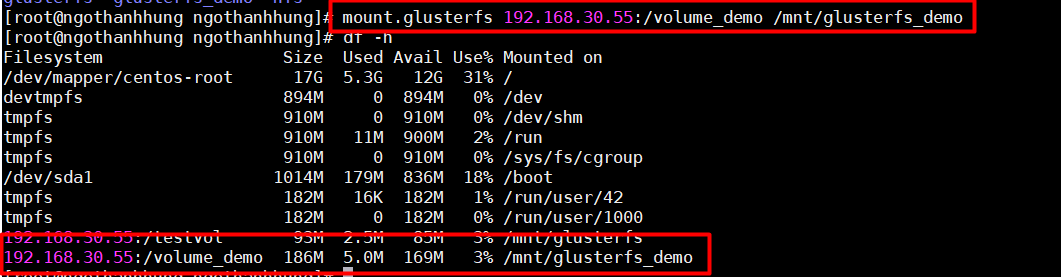 glusterfs_demo nfs
[root@ngothanhhung ngothanhhung]# mount.glusterfs 192.168.30.55:/volume_demo /mnt/glusterfs_demo
[root@ngothanhhung ngothanhhung]# df -h
Filesystem Size Used Avail Use% Mounted on
/dev/mapper/centos-root 17G 5.3G 12G 31% /
devtmpfs 894M 0 894M 0% /dev
tmpfs 910M 0 910M 0% /dev/shm
tmpfs 910M 11M 900M 2% /run
tmpfs 910M 0 910M 0% /sys/fs/cgroup
/dev/sda1 1014M 179M 836M 18% /boot
tmpfs 182M 16K 182M 1% /run/user/42
tmpfs 182M 0 182M 0% /run/user/1000
192.168.30.55:/testvol 93M 2.5M 85M 3% /mnt/glusterfs
192.168.30.55:/volume_demo 186M 5.0M 169M 3% /mnt/glusterfs_demo